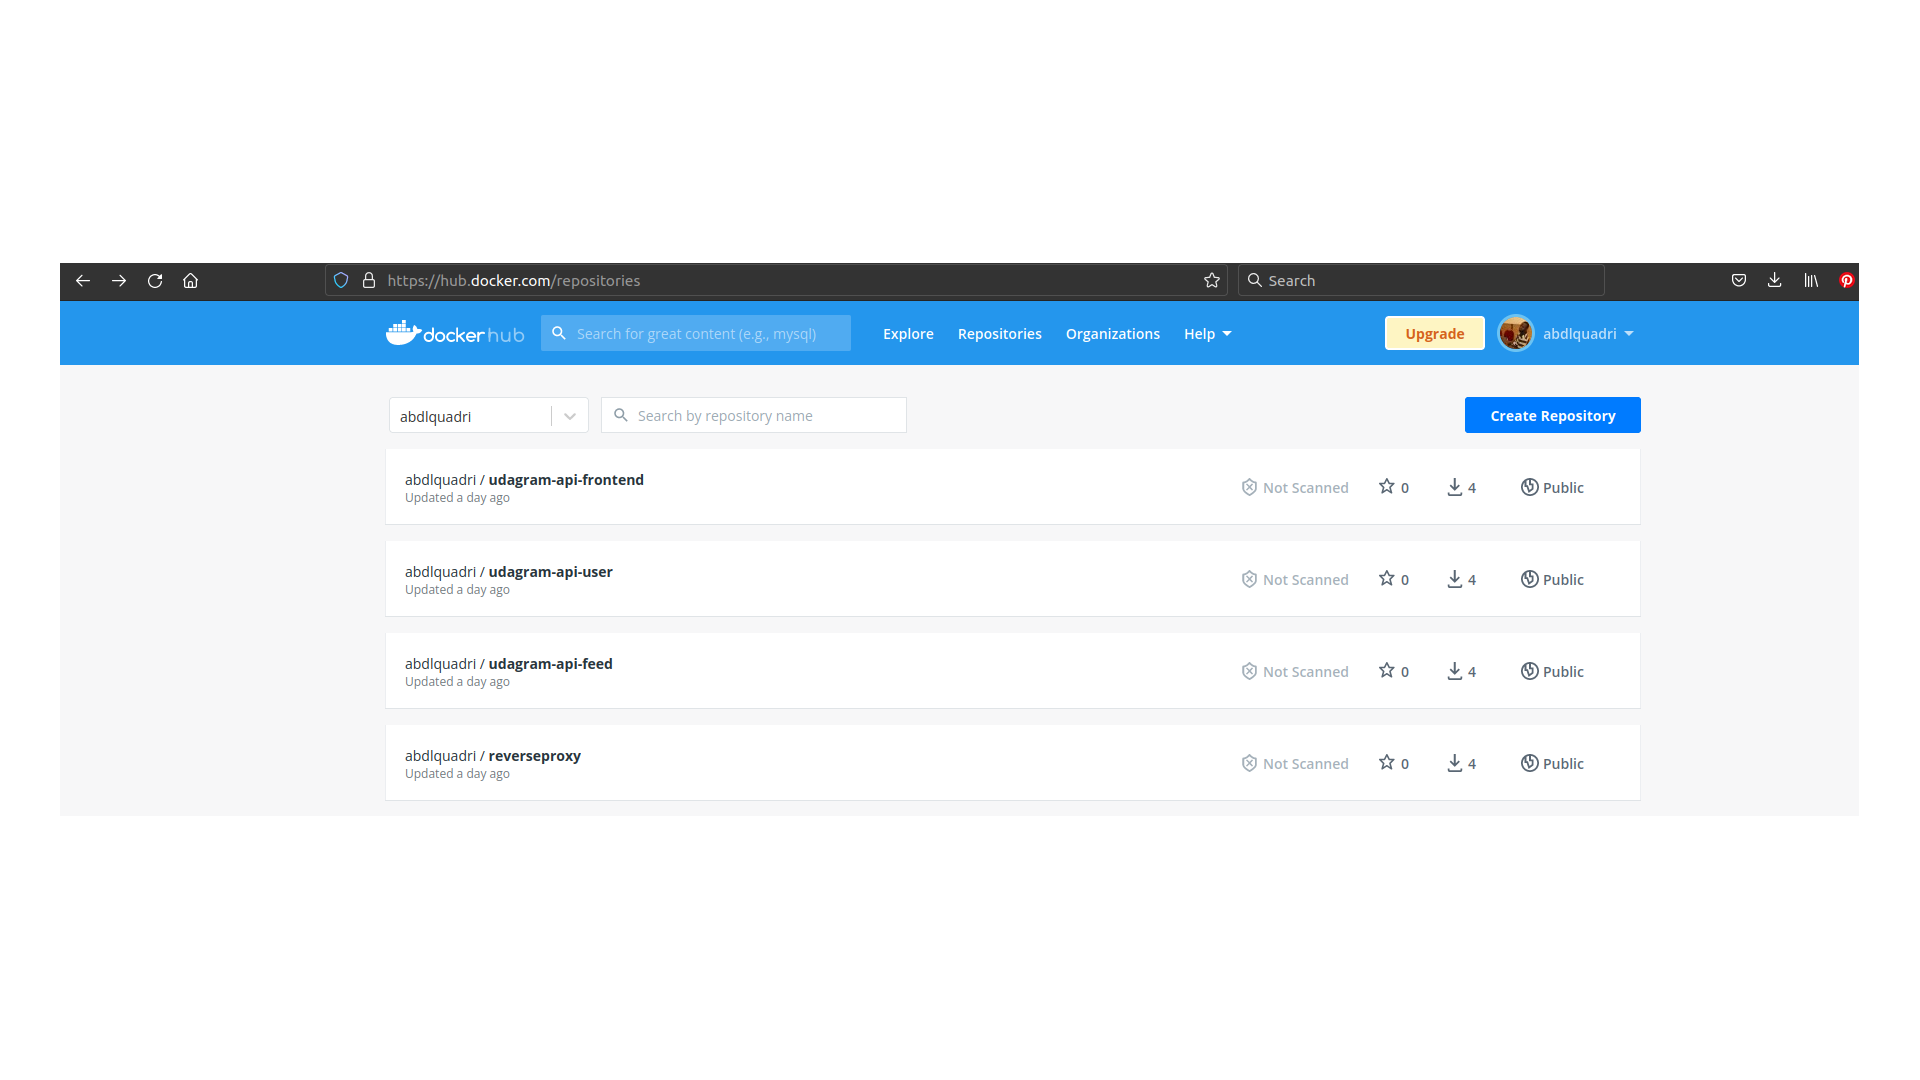 https://hub.docker.com/repositories Search
dockerhub Search for great content (e.g., mysql) Explore Repositories Organizations Help Upgrade abdlquadri
abdlquadri Search by repository name Create Repository
abdlquadri / udagram-api-frontend
Updated a day ago
Not Scanned 0 4 Public
abdlquadri / udagram-api-user
Updated a day ago
Not Scanned 0 4 Public
abdlquadri / udagram-api-feed
Updated a day ago
Not Scanned 0 4 Public
abdlquadri / reverseproxy
Updated a day ago
Not Scanned 0 4 Public